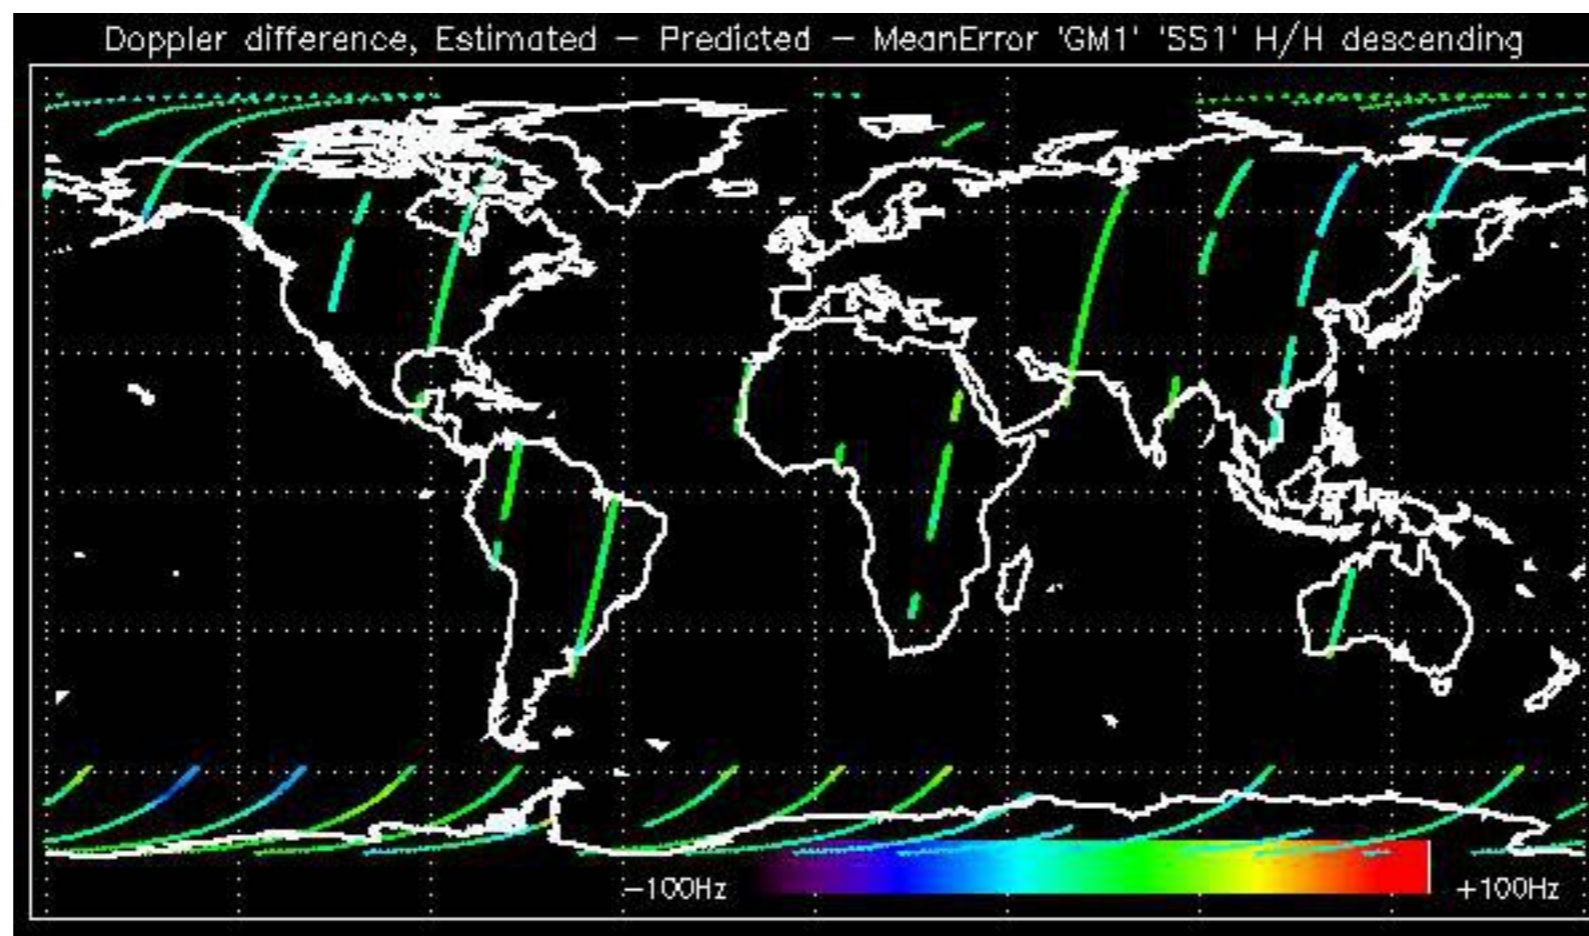 Doppler difference, Estimated – Predicted – MeanError 'GM1' 'SS1' H/H descending
–100Hz +100Hz